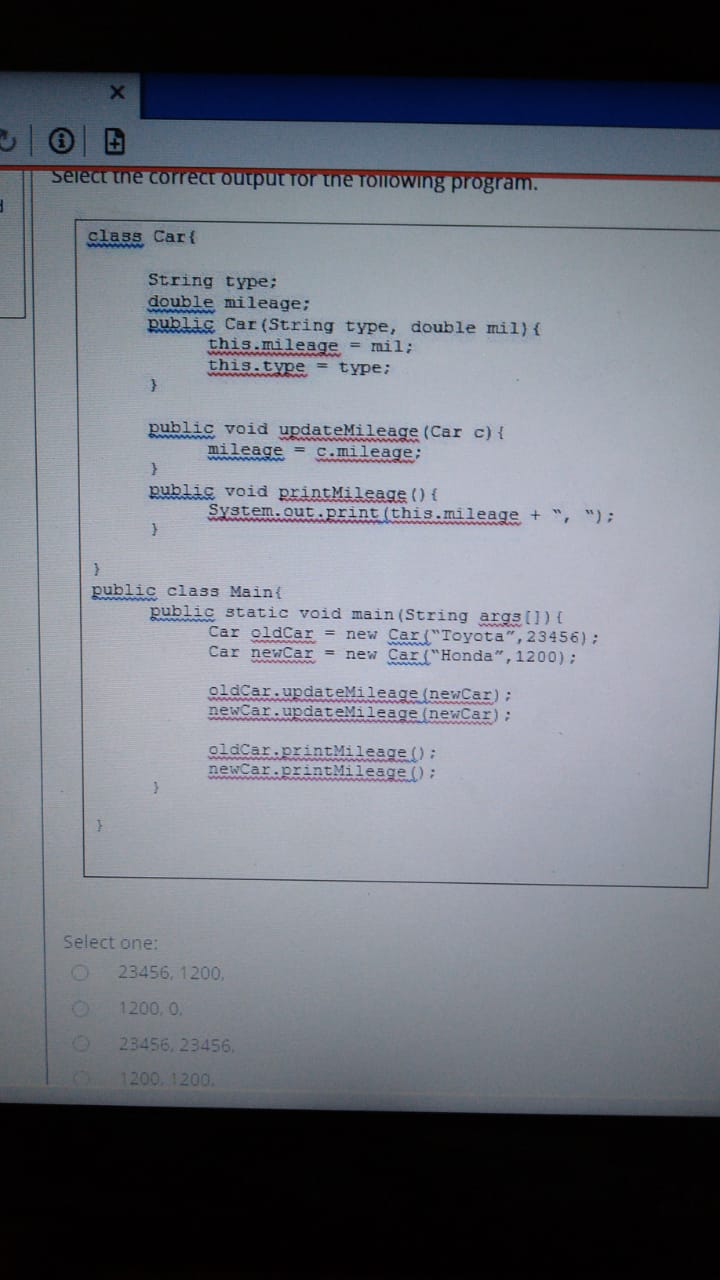 Select the correct output for the following program.
class Car{
String type;
double mileage;
public Car(String type, double mil){
this.mileage = mil;
this.type = type;
}
public void updateMileage(Car c){
mileage = c.mileage;
}
public void printMileage(){
System.out.print(this.mileage + “, “);
}
}
public class Main{
public static void main(String args[]){
Car oldCar = new Car(“Toyota”,23456);
Car newCar = new Car(“Honda”,1200);
oldCar.updateMileage(newCar);
newCar.updateMileage(newCar);
oldCar.printMileage();
newCar.printMileage();
}
}
Select one:
23456, 1200,
1200, 0,
23456, 23456,
1200, 1200,